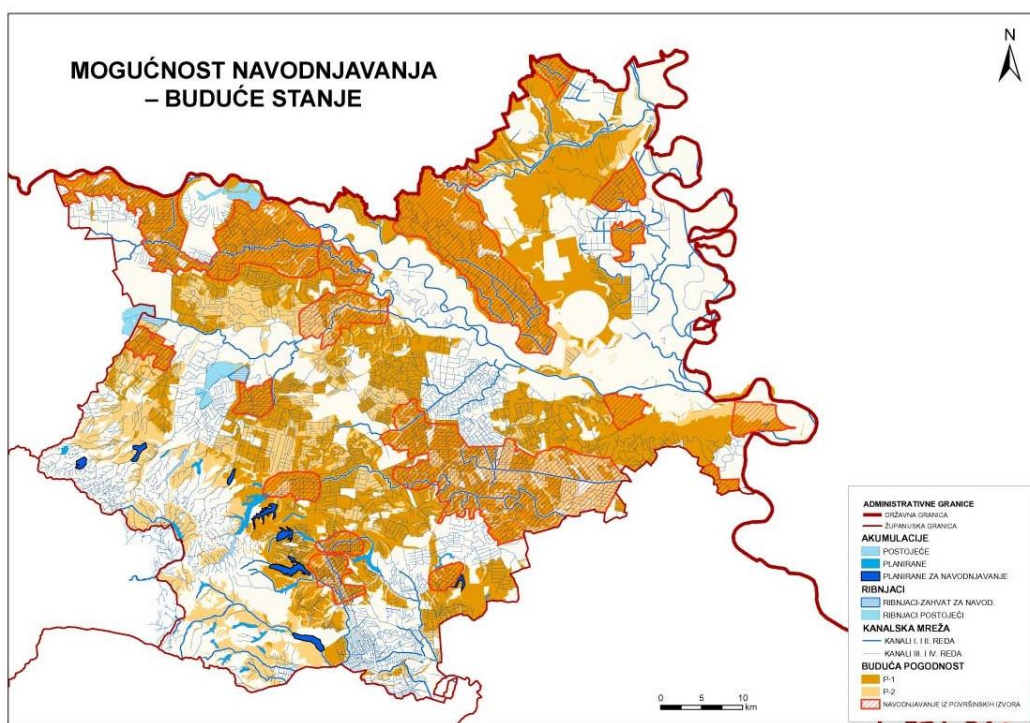 MOGUĆNOST NAVODNJAVANJA
– BUDUĆE STANJE
N
ADMINISTRATIVNE GRANICE
DRŽAVNA GRANICA
ŽUPANIJSKA GRANICA
AKUMULACIJE
POSTOJEĆE
PLANIRANE
PLANIRANE ZA NAVODNJAVANJE
RIBNJACI
RIBNJACI-ZAHVAT ZA NAVOD.
RIBNJACI POSTOJEĆI
KANALSKA MREŽA
KANALI I. I II. REDA
KANALI III. I IV. REDA
BUDUĆA POGODNOST
P-1
P-2
NAVODNJAVANJE IZ POVRŠINSKIH IZVORA
0 5 10
km